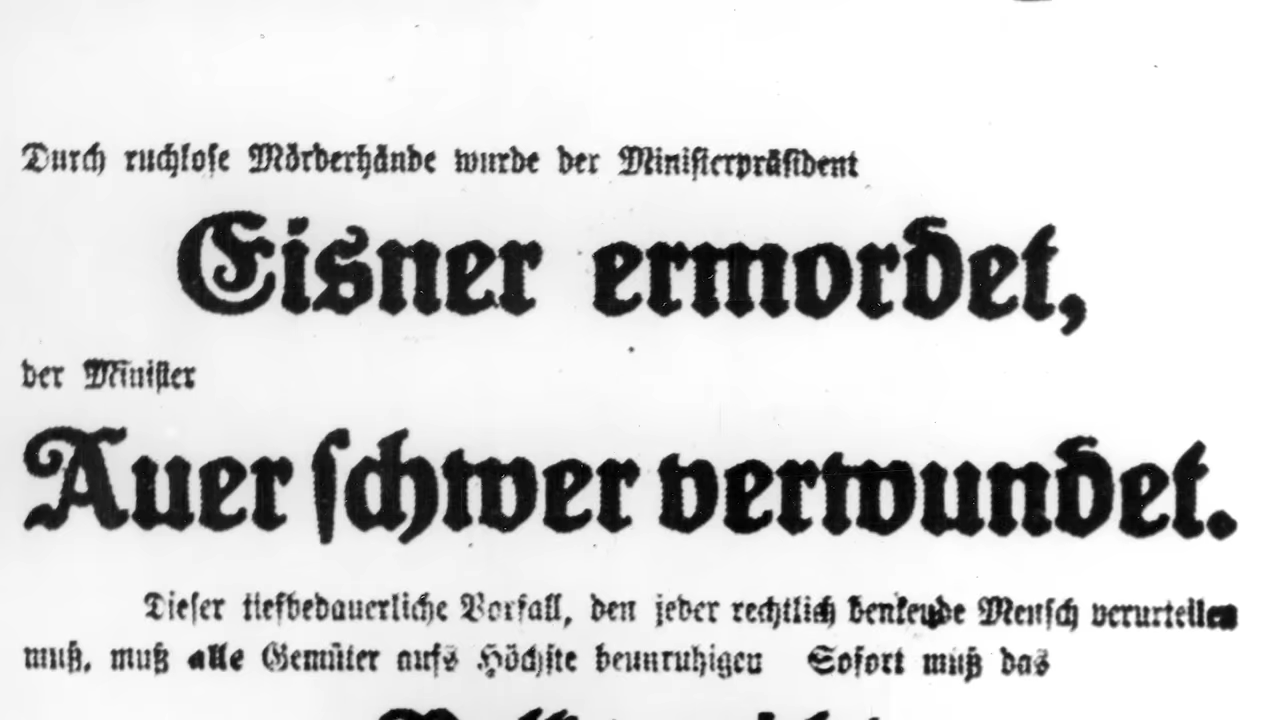 Durch ruchlose Mörderhände wurde der Ministerpräsident
Eisner ermordet,
der Minister
Auer schwer verwundet.
Dieser tiefbedauerliche Vorfall, den jeder rechtlich denkende Mensch verurteilen
muß, muß alle Gemüter aufs Höchste beunruhigen Sofort muß das